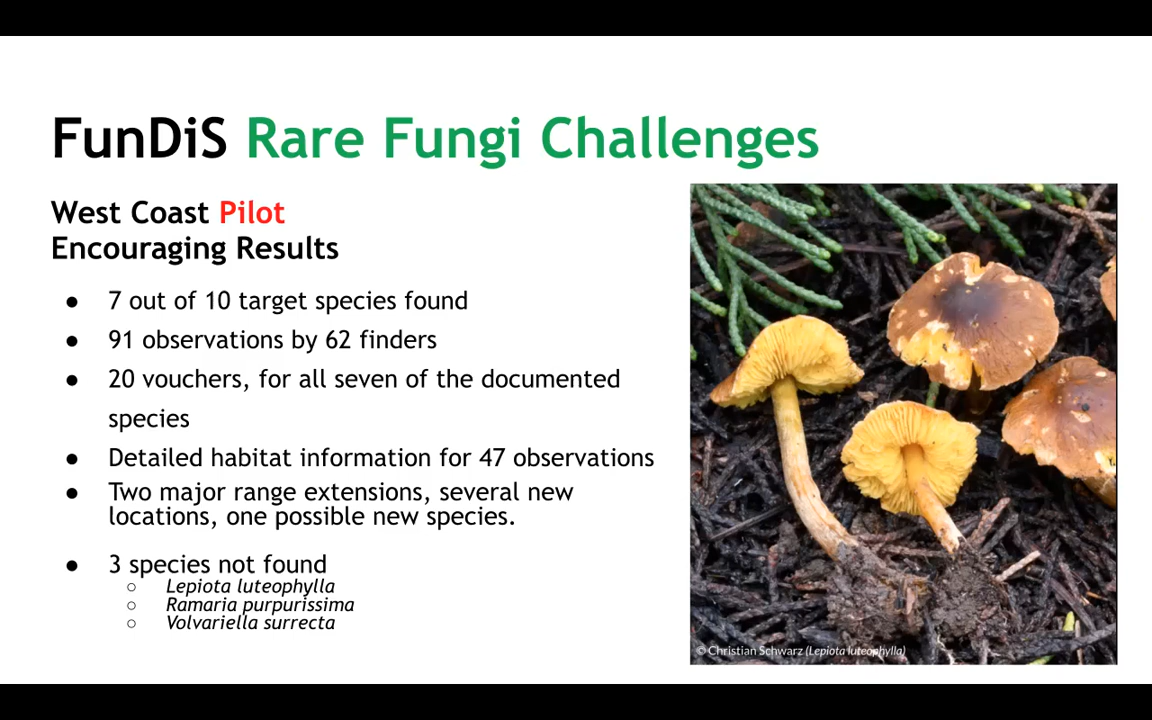 FunDiS Rare Fungi Challenges
West Coast Pilot
Encouraging Results
● 7 out of 10 target species found
● 91 observations by 62 finders
● 20 vouchers, for all seven of the documented
species
● Detailed habitat information for 47 observations
● Two major range extensions, several new
locations, one possible new species.
● 3 species not found
○ Lepiota luteophylla
○ Ramaria purpurissima
○ Volvariella surrecta
© Christian Schwarz (Lepiota luteophylla)